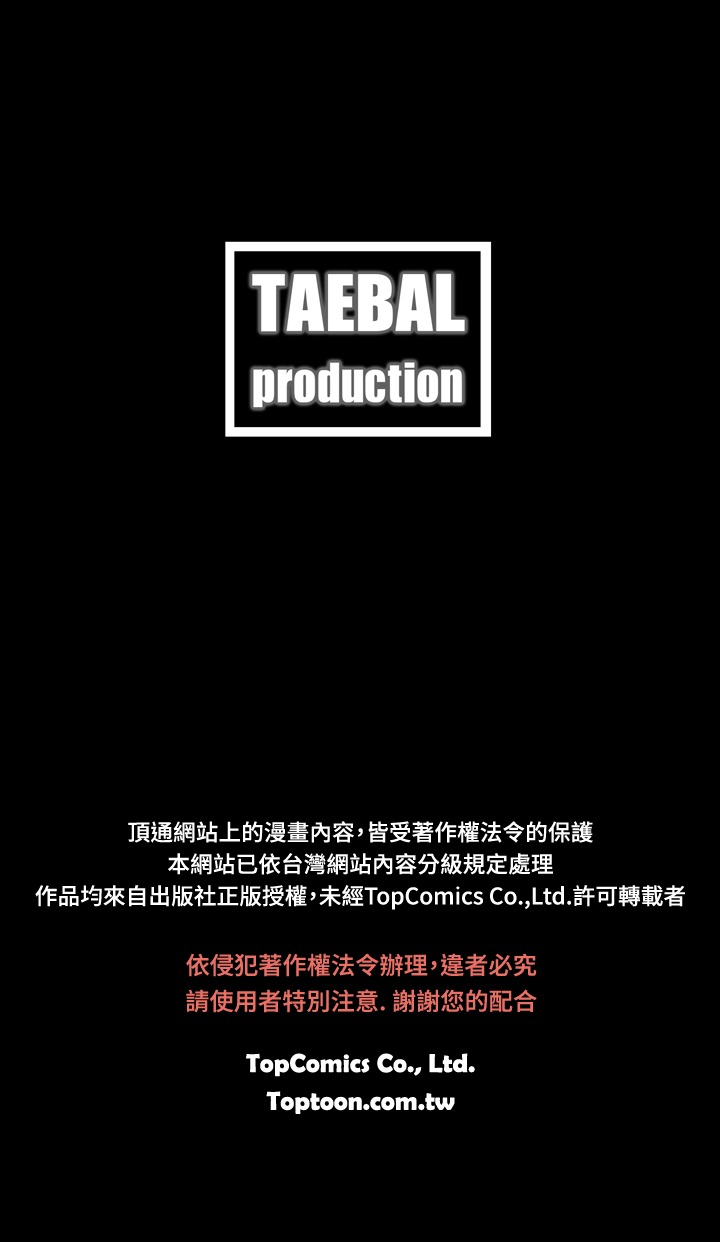 TAEBAL
production
頂通網站上的漫畫內容,皆受著作權法令的保護
本網站已依台灣網站內容分級規定處理
作品均來自出版社正版授權,未經TopComics Co.,Ltd.許可轉載者
依侵犯著作權法令辦理,違者必究
請使用者特別注意. 謝謝您的配合
TopComics Co., Ltd.
Toptoon.com.tw